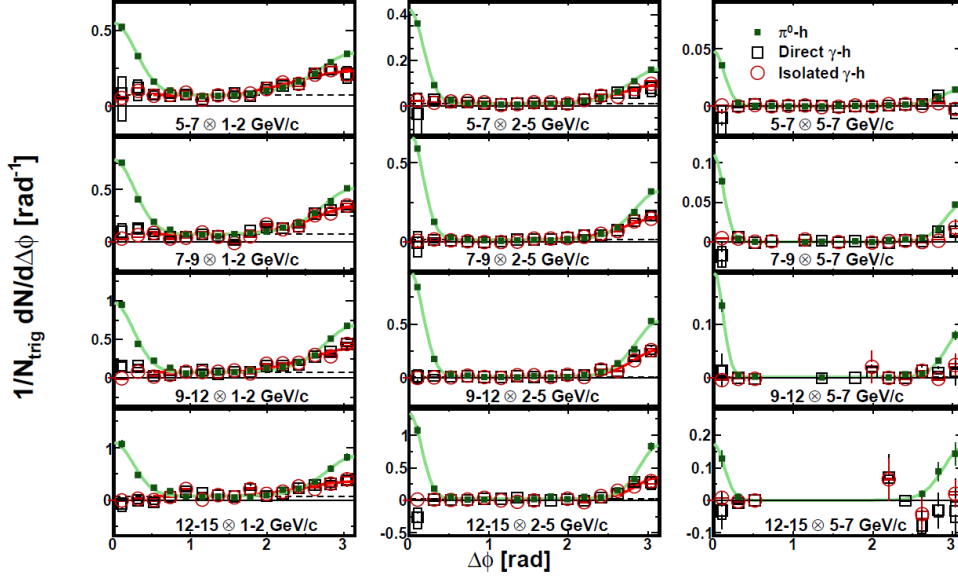 1/N_trig dN/dΔφ [rad⁻¹]
0.5
0
5-7 ⊗ 1-2 GeV/c
0.4
0.2
0
5-7 ⊗ 2-5 GeV/c
0.05
0
π⁰-h
Direct γ-h
Isolated γ-h
5-7 ⊗ 5-7 GeV/c
0.5
0
7-9 ⊗ 1-2 GeV/c
0.5
0
7-9 ⊗ 2-5 GeV/c
0.1
0.05
0
7-9 ⊗ 5-7 GeV/c
1
0.5
0
9-12 ⊗ 1-2 GeV/c
0.5
0
9-12 ⊗ 2-5 GeV/c
0.1
0
9-12 ⊗ 5-7 GeV/c
1
0.5
0
12-15 ⊗ 1-2 GeV/c
1
0.5
0
-0.5
12-15 ⊗ 2-5 GeV/c
0.2
0.1
0
-0.1
12-15 ⊗ 5-7 GeV/c
0 1 2 3
0 1 2 3
0 1 2 3
Δφ [rad]